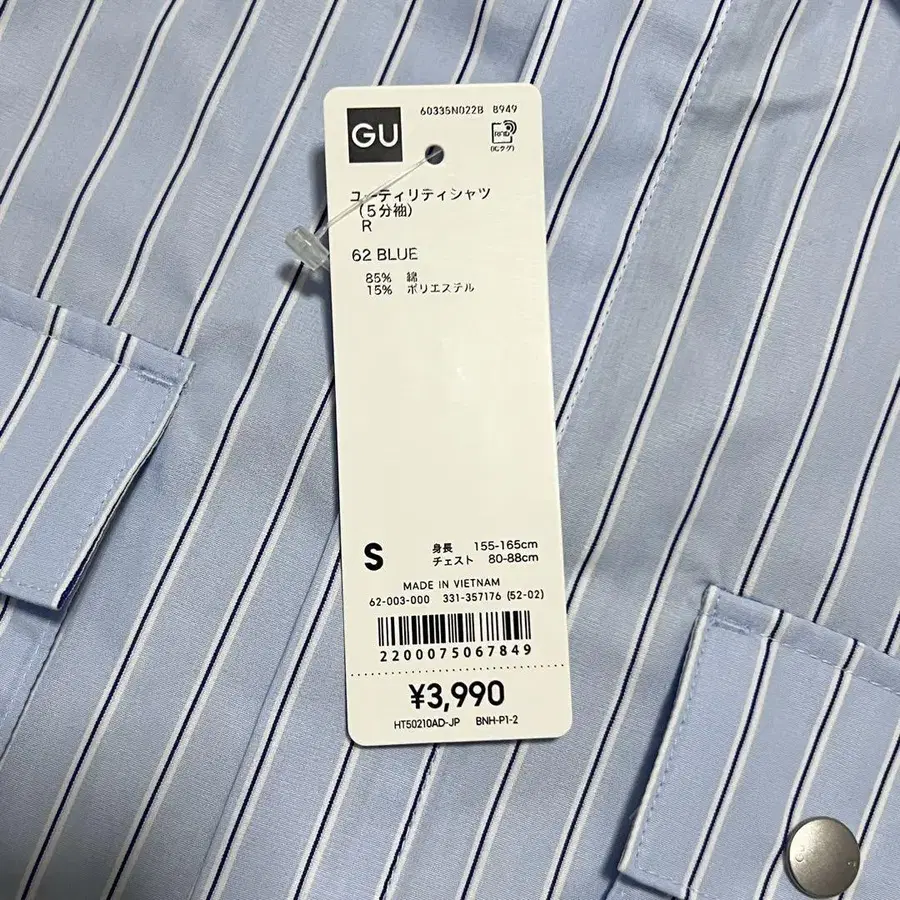 60335N022B 8949
GU
RFID
(ICタグ)
ユーティリティシャツ
(5分袖)
R
62 BLUE
85% 綿
15% ポリエステル
S
身長 155-165cm
チェスト 80-88cm
MADE IN VIETNAM
62-003-000 331-357176 (52-02)
2200075067849
¥3,990
HT50210AD-JP BNH-P1-2